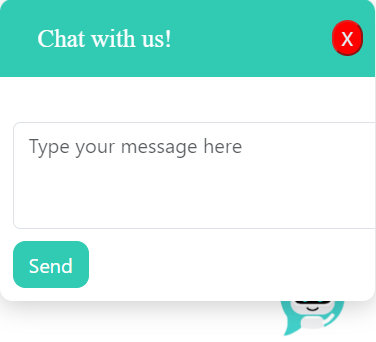 Chat with us!
X
Type your message here
Send